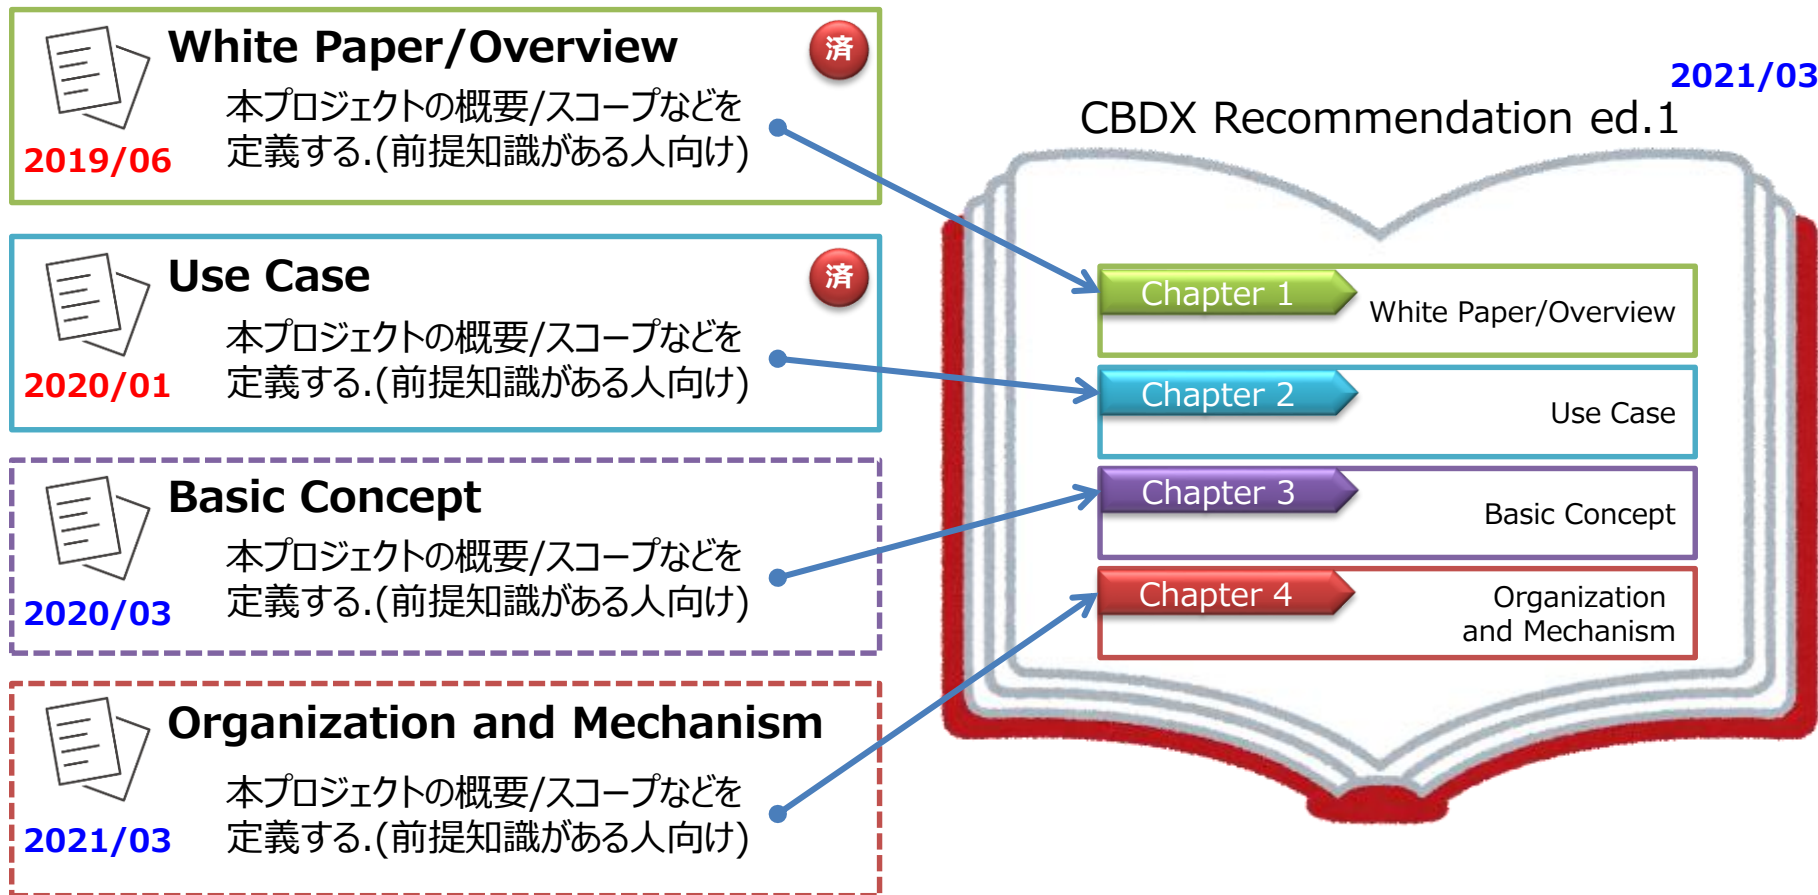 White Paper/Overview
済
本プロジェクトの概要/スコープなどを
定義する.(前提知識がある人向け)
2019/06
Use Case
済
本プロジェクトの概要/スコープなどを
定義する.(前提知識がある人向け)
2020/01
Basic Concept
本プロジェクトの概要/スコープなどを
定義する.(前提知識がある人向け)
2020/03
Organization and Mechanism
本プロジェクトの概要/スコープなどを
定義する.(前提知識がある人向け)
2021/03
2021/03
CBDX Recommendation ed.1
Chapter 1
White Paper/Overview
Chapter 2
Use Case
Chapter 3
Basic Concept
Chapter 4
Organization
and Mechanism